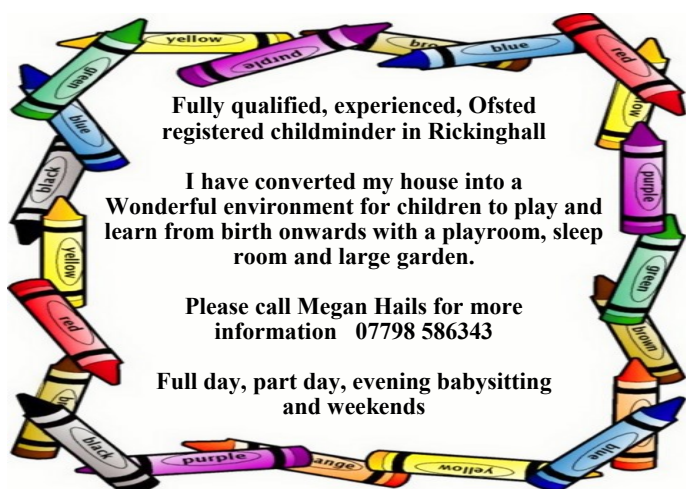 yellow
brown
blue
red
green
purple
yellow
blue
Fully qualified, experienced, Ofsted
registered childminder in Rickinghall
black
purple
I have converted my house into a
Wonderful environment for children to play and
learn from birth onwards with a playroom, sleep
room and large garden.
yellow
green
Please call Megan Hails for more
information 07798 586343
red
brown
Full day, part day, evening babysitting
and weekends
black
blue
purple
ange
yellow